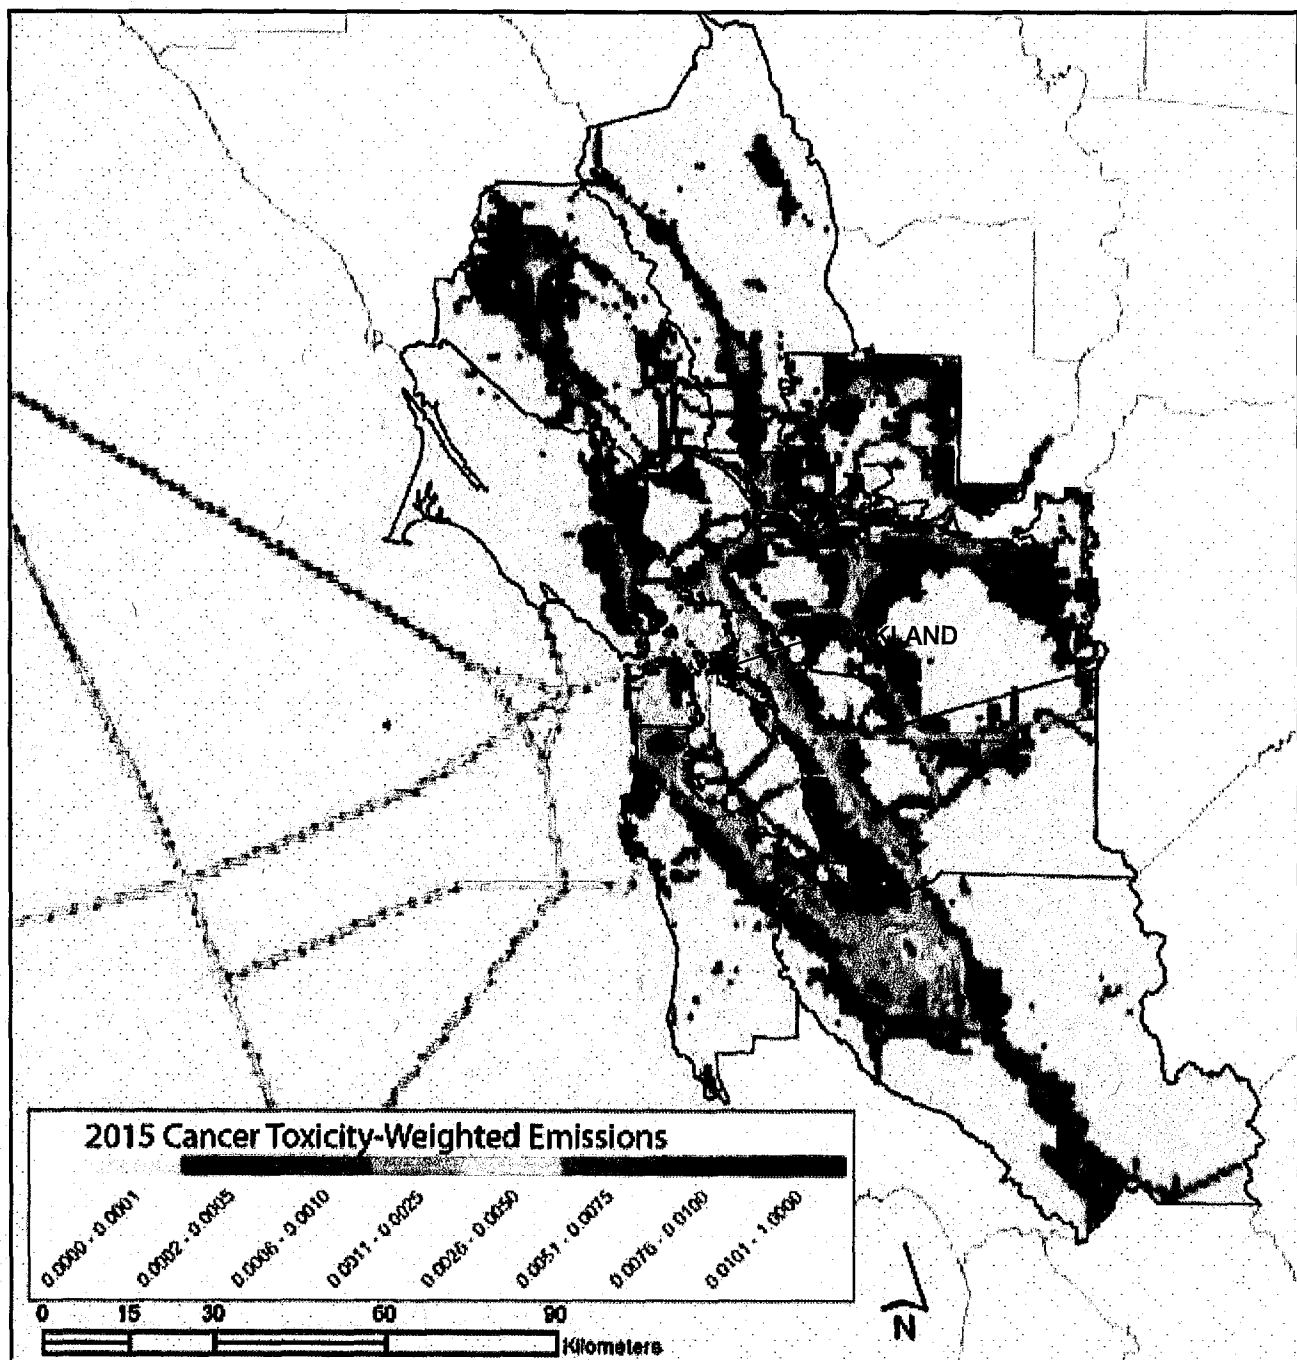 KLAND
2015 Cancer Toxicity-Weighted Emissions
0.0000 - 0.0001
0.0002 - 0.0005
0.0006 - 0.0010
0.0011 - 0.0025
0.0026 - 0.0050
0.0051 - 0.0075
0.0076 - 0.0100
0.0101 - 1.0000
0 15 30 60 90
Kilometers
N